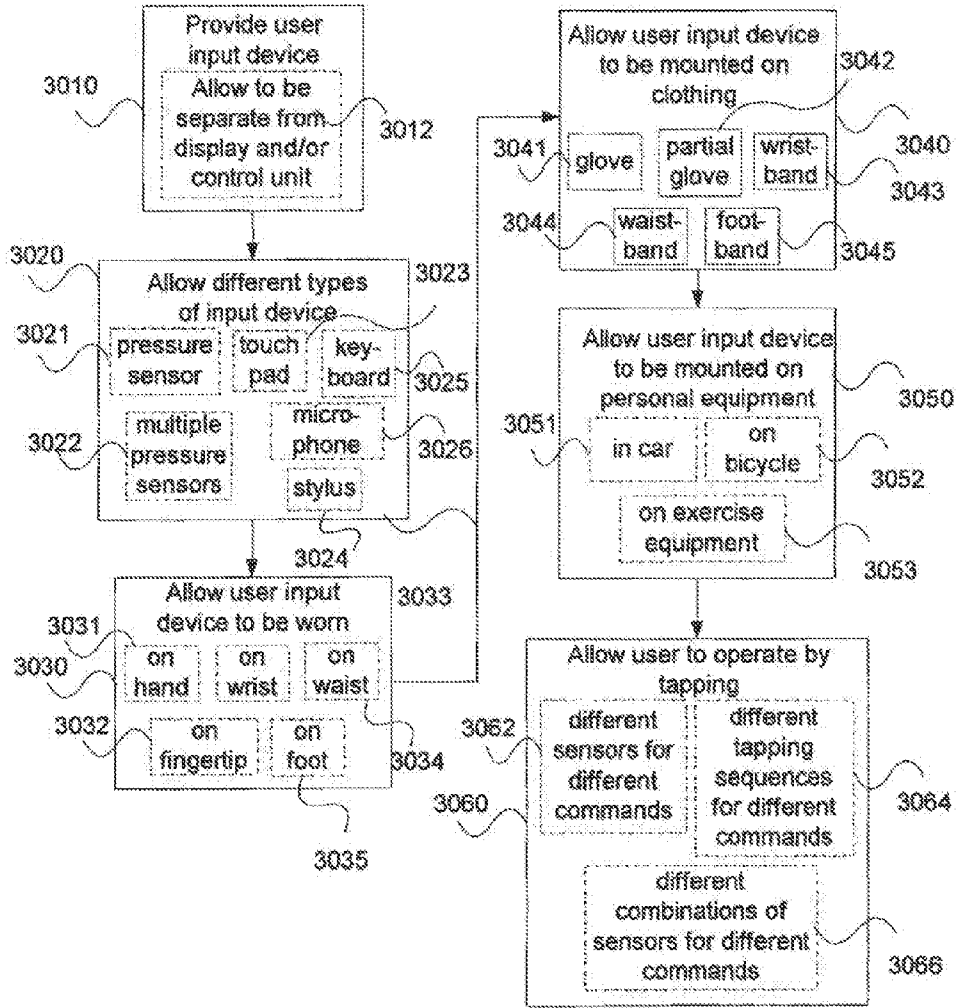 Provide user
input device
3010
Allow to be
separate from
display and/or
control unit
3012
3020
Allow different types
of input device
3023
3021
pressure
sensor
touch
pad
key-
board
3025
3022
multiple
pressure
sensors
micro-
phone
3026
stylus
3024
Allow user input
device to be worn
3033
3031
3030
on
hand
on
wrist
on
waist
3032
on
fingertip
on
foot
3034
3035
Allow user input device
to be mounted on
clothing
3042
3040
3041
glove
partial
glove
wrist-
band
3043
3044
waist-
band
foot-
band
3045
Allow user input device
to be mounted on
personal equipment
3050
3051
in car
on
bicycle
3052
on exercise
equipment
3053
Allow user to operate by
tapping
3062
different
sensors for
different
commands
different
tapping
sequences
for different
commands
3064
3060
different
combinations of
sensors for different
commands
3066